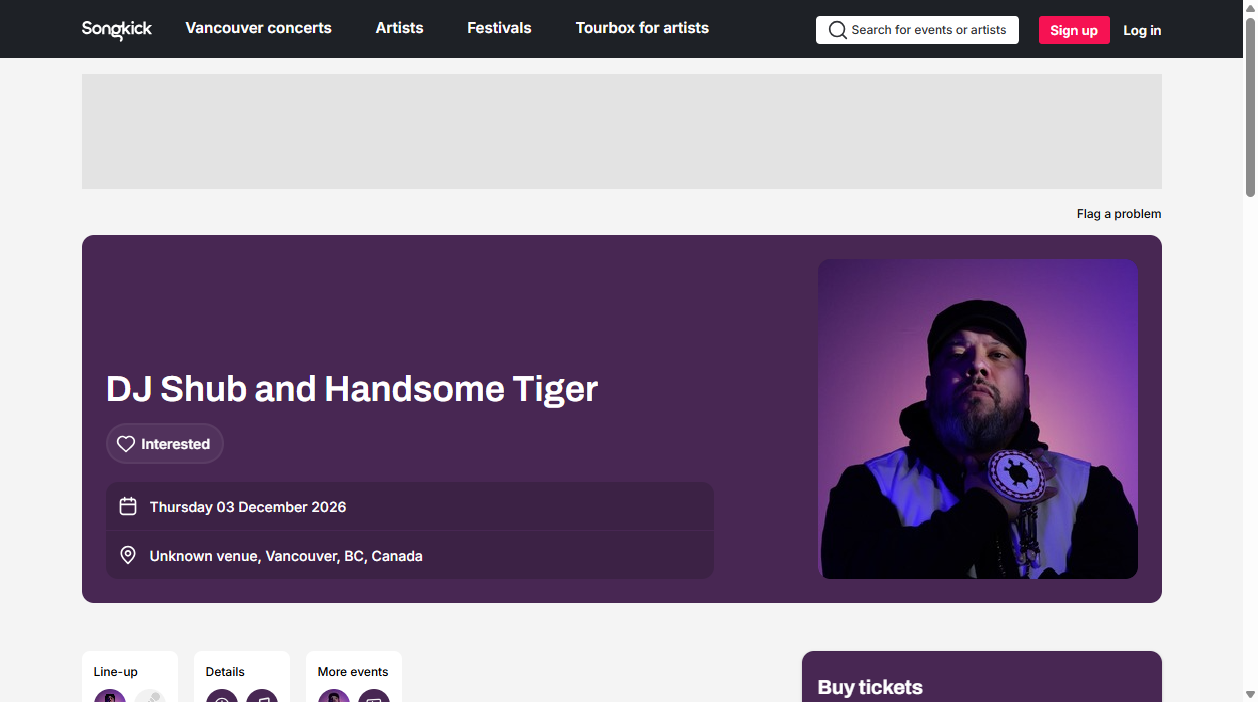 Songkick
Vancouver concerts
Artists
Festivals
Tourbox for artists
Search for events or artists
Sign up
Log in
Flag a problem
DJ Shub and Handsome Tiger
Interested
Thursday 03 December 2026
Unknown venue, Vancouver, BC, Canada
Line-up
Details
More events
Buy tickets